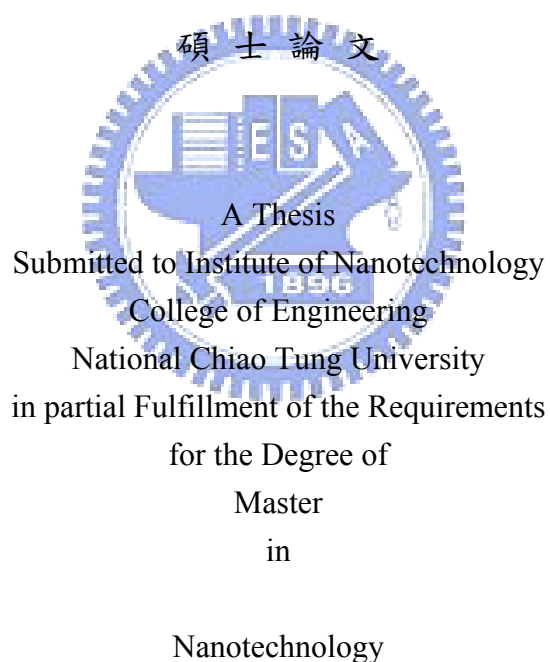 碩 士 論 文
E S A
A Thesis
Submitted to Institute of Nanotechnology
1896
College of Engineering
National Chiao Tung University
in partial Fulfillment of the Requirements
for the Degree of
Master
in
Nanotechnology